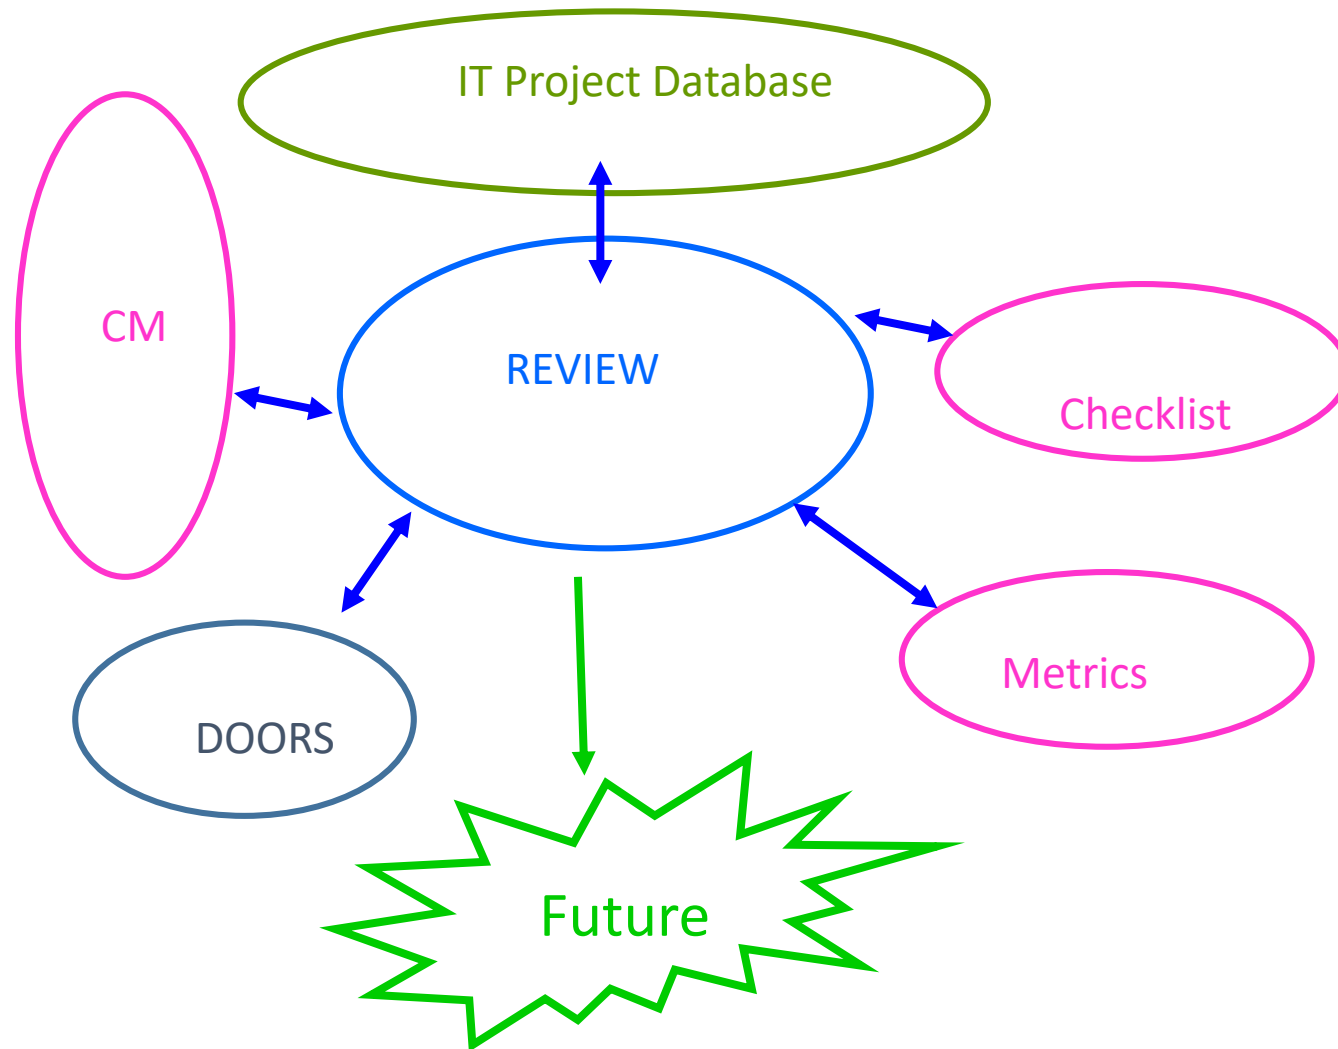 IT Project Database
CM
REVIEW
Checklist
Metrics
DOORS
Future